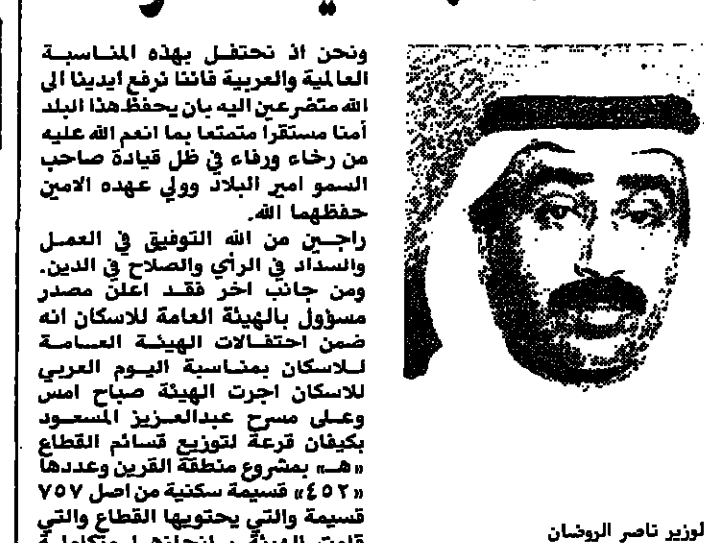 ونحن اذ نحتفل بهذه المناسبة
العالمية والعربية فاننا نرفع ايدينا الى
الله متضرعين اليه بان يحفظ هذا البلد
أمنا مستقرا متمتعا بما انعم الله عليه
من رخاء ورفاء في ظل قيادة صاحب
السمو امير البلاد وولي عهده الامين
حفظهما الله.
راجين من الله التوفيق في العمل
والسداد في الرأي والصلاح في الدين.
ومن جانب اخر فقد اعلن مصدر
مسؤول بالهيئة العامة للاسكان انه
ضمن احتفالات الهيئة العامة
للاسكان بمناسبة اليوم العربي
للاسكان اجرت الهيئة صباح امس
وعلى مسرح عبدالعزيز المسعود
بكيفان قرعة لتوزيع قسائم القطاع
«هـ» بمشروع منطقة القرين وعددها
«٤٥٢» قسيمة سكنية من اصل ٧٥٧
قسيمة والتي يحتويها القطاع والتي
قامت الهيئة
لوزير ناصر الروضان